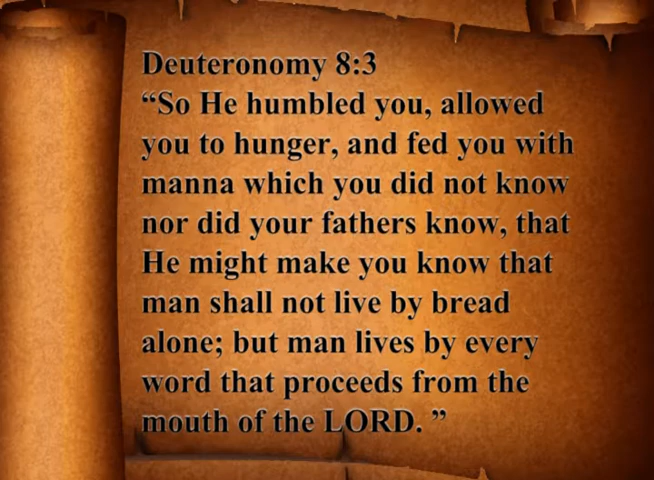 Deuteronomy 8:3
“So He humbled you, allowed
you to hunger, and fed you with
manna which you did not know
nor did your fathers know, that
He might make you know that
man shall not live by bread
alone; but man lives by every
word that proceeds from the
mouth of the LORD. ”